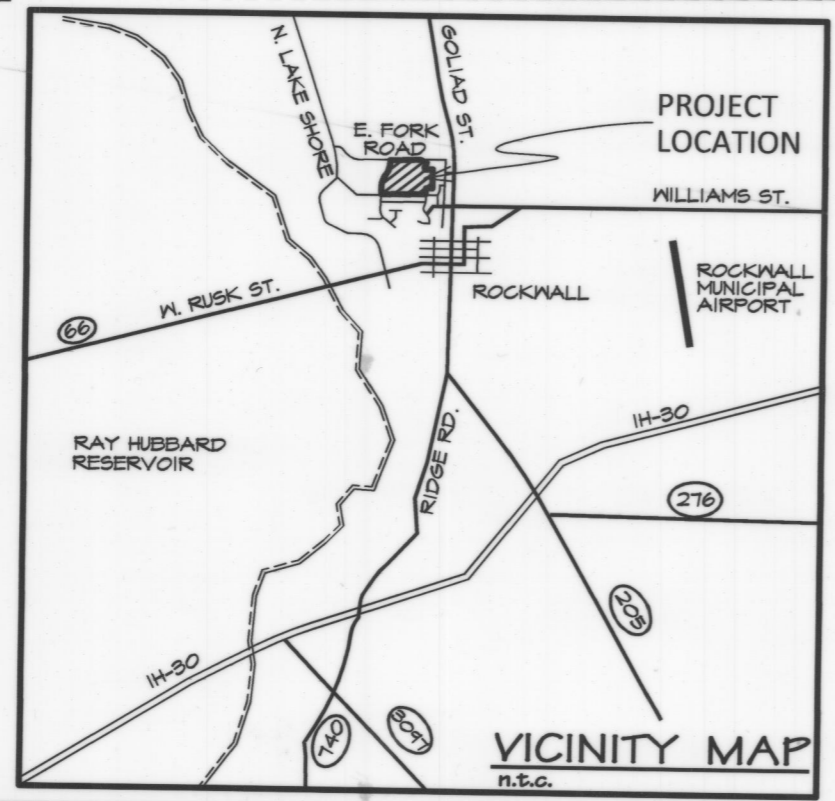 N. LAKE SHORE
GOLIAD ST.
PROJECT
LOCATION
E. FORK
ROAD
WILLIAMS ST.
ROCKWALL
MUNICIPAL
AIRPORT
ROCKWALL
W. RUSK ST.
66
RAY HUBBARD
RESERVOIR
RIDGE RD.
IH-30
276
205
IH-30
740
3097
VICINITY MAP
n.t.c.